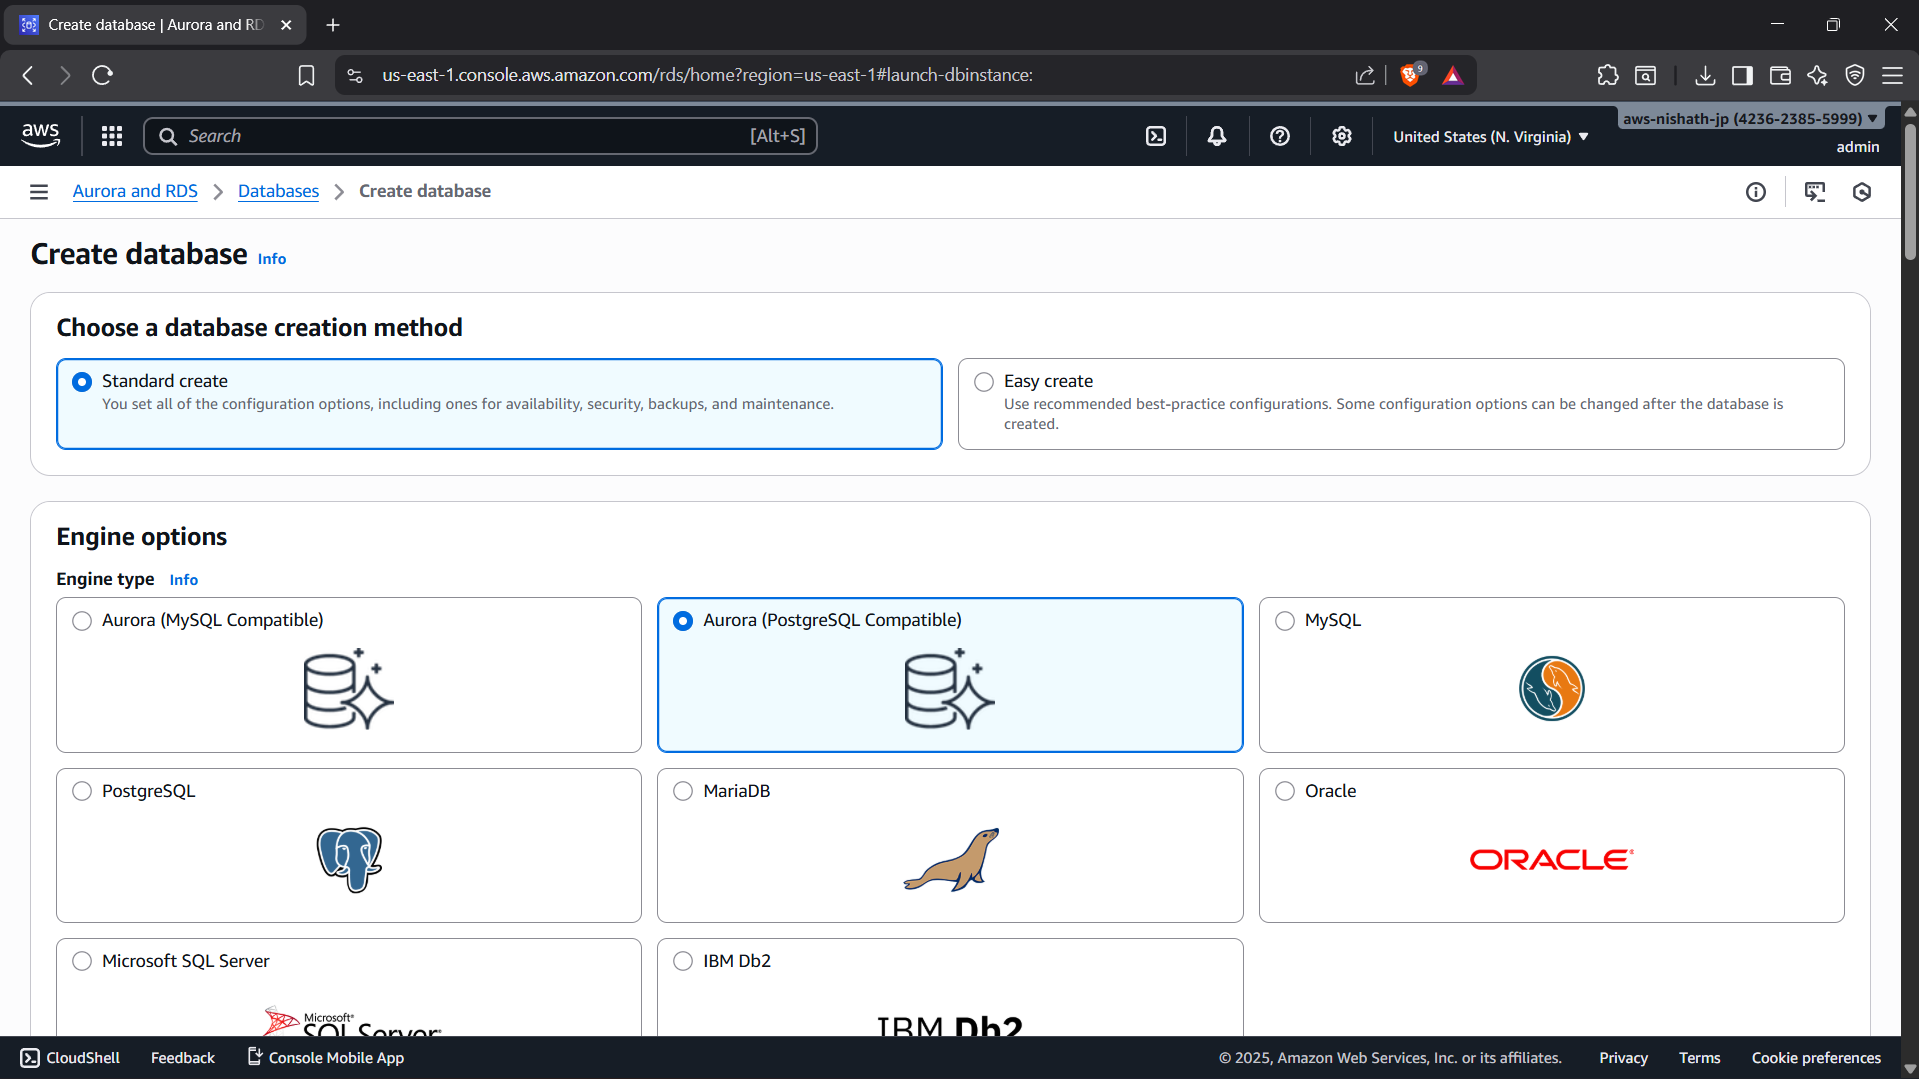 Create database | Aurora and RD
us-east-1.console.aws.amazon.com/rds/home?region=us-east-1#launch-dbinstance:
9
aws
Search
[Alt+S]
United States (N. Virginia)
aws-nishath-jp (4236-2385-5999)
admin
Aurora and RDS
Databases
Create database
Create database Info
Choose a database creation method
Standard create
You set all of the configuration options, including ones for availability, security, backups, and maintenance.
Easy create
Use recommended best-practice configurations. Some configuration options can be changed after the database is
created.
Engine options
Engine type Info
Aurora (MySQL Compatible)
Aurora (PostgreSQL Compatible)
MySQL
PostgreSQL
MariaDB
Oracle
ORACLE
Microsoft SQL Server
Microsoft®
SQL Server
IBM Db2
IBM Db2
CloudShell
Feedback
Console Mobile App
© 2025, Amazon Web Services, Inc. or its affiliates.
Privacy
Terms
Cookie preferences